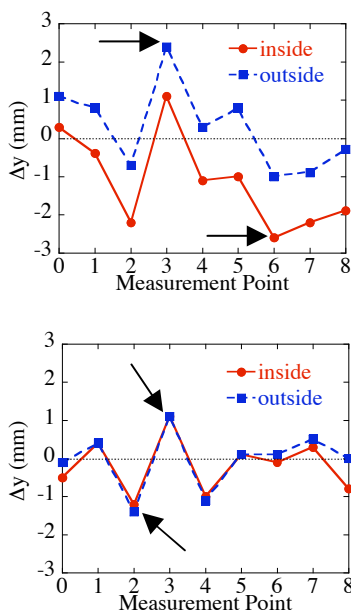 3
2
1
0
-1
-2
-3
Δy (mm)
inside
outside
0 1 2 3 4 5 6 7 8
Measurement Point
3
2
1
0
-1
-2
-3
Δy (mm)
inside
outside
0 1 2 3 4 5 6 7 8
Measurement Point